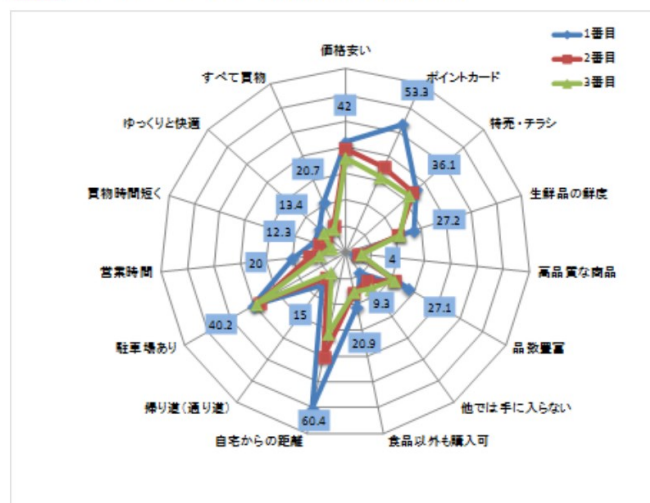 1番目
2番目
3番目
価格安い
ポイントカード
特売・チラシ
生鮮品の鮮度
高品質な商品
品数豊富
他では手に入らない
食品以外も購入可
自宅からの距離
帰り道(通り道)
駐車場あり
営業時間
買物時間短く
ゆっくりと快適
すべて買物
42
53.3
36.1
27.2
4
27.1
9.3
20.9
60.4
15
40.2
20
12.3
13.4
20.7